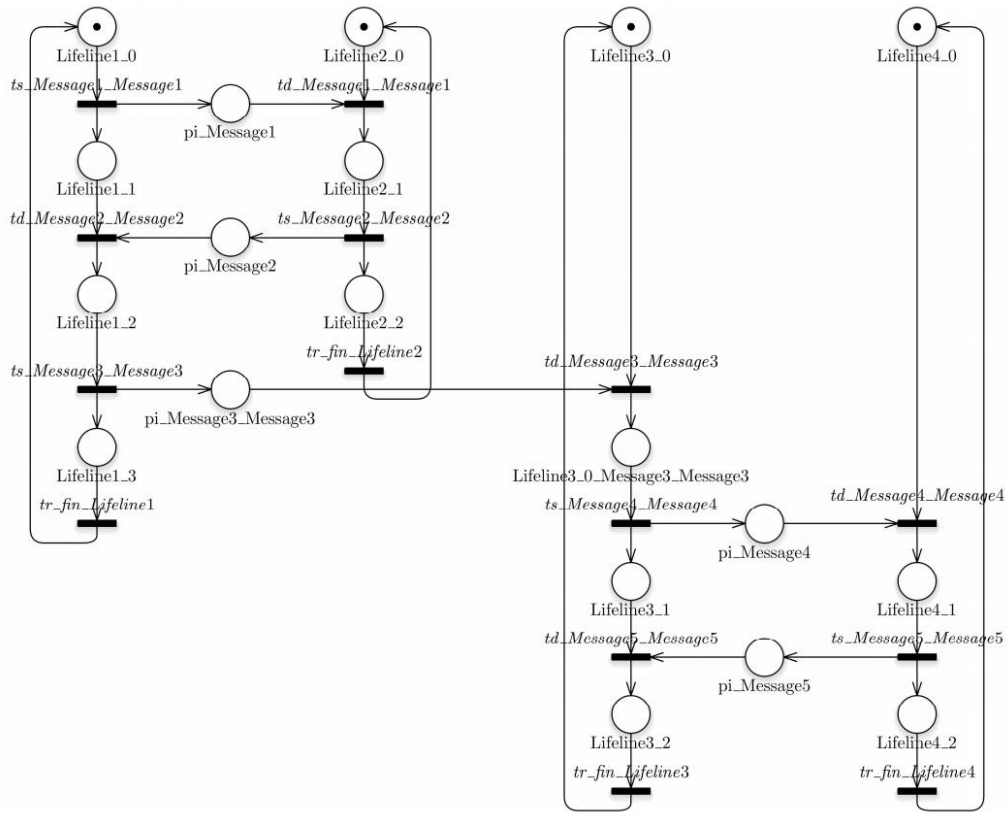 Lifeline1_0
Lifeline2_0
Lifeline3_0
Lifeline4_0
ts_Message1_Message1
td_Message1_Message1
pi_Message1
Lifeline1_1
Lifeline2_1
td_Message2_Message2
ts_Message2_Message2
pi_Message2
Lifeline1_2
Lifeline2_2
tr_fin_Lifeline2
ts_Message3_Message3
td_Message3_Message3
pi_Message3_Message3
Lifeline1_3
Lifeline3_0_Message3_Message3
tr_fin_Lifeline1
ts_Message4_Message4
td_Message4_Message4
pi_Message4
Lifeline3_1
Lifeline4_1
td_Message5_Message5
ts_Message5_Message5
pi_Message5
Lifeline3_2
Lifeline4_2
tr_fin_Lifeline3
tr_fin_Lifeline4